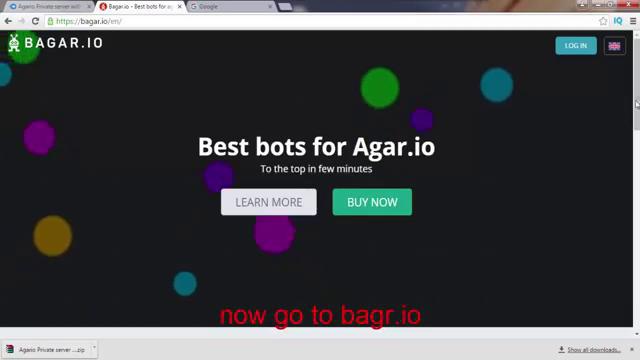 Agario Private server with
Bagar.io - Best bots for ag
Google
https://bagar.io/en/
BAGAR.IO
LOG IN
Best bots for Agar.io
To the top in few minutes
LEARN MORE
BUY NOW
now go to bagr.io
Agario Private server ....zip
Show all downloads...